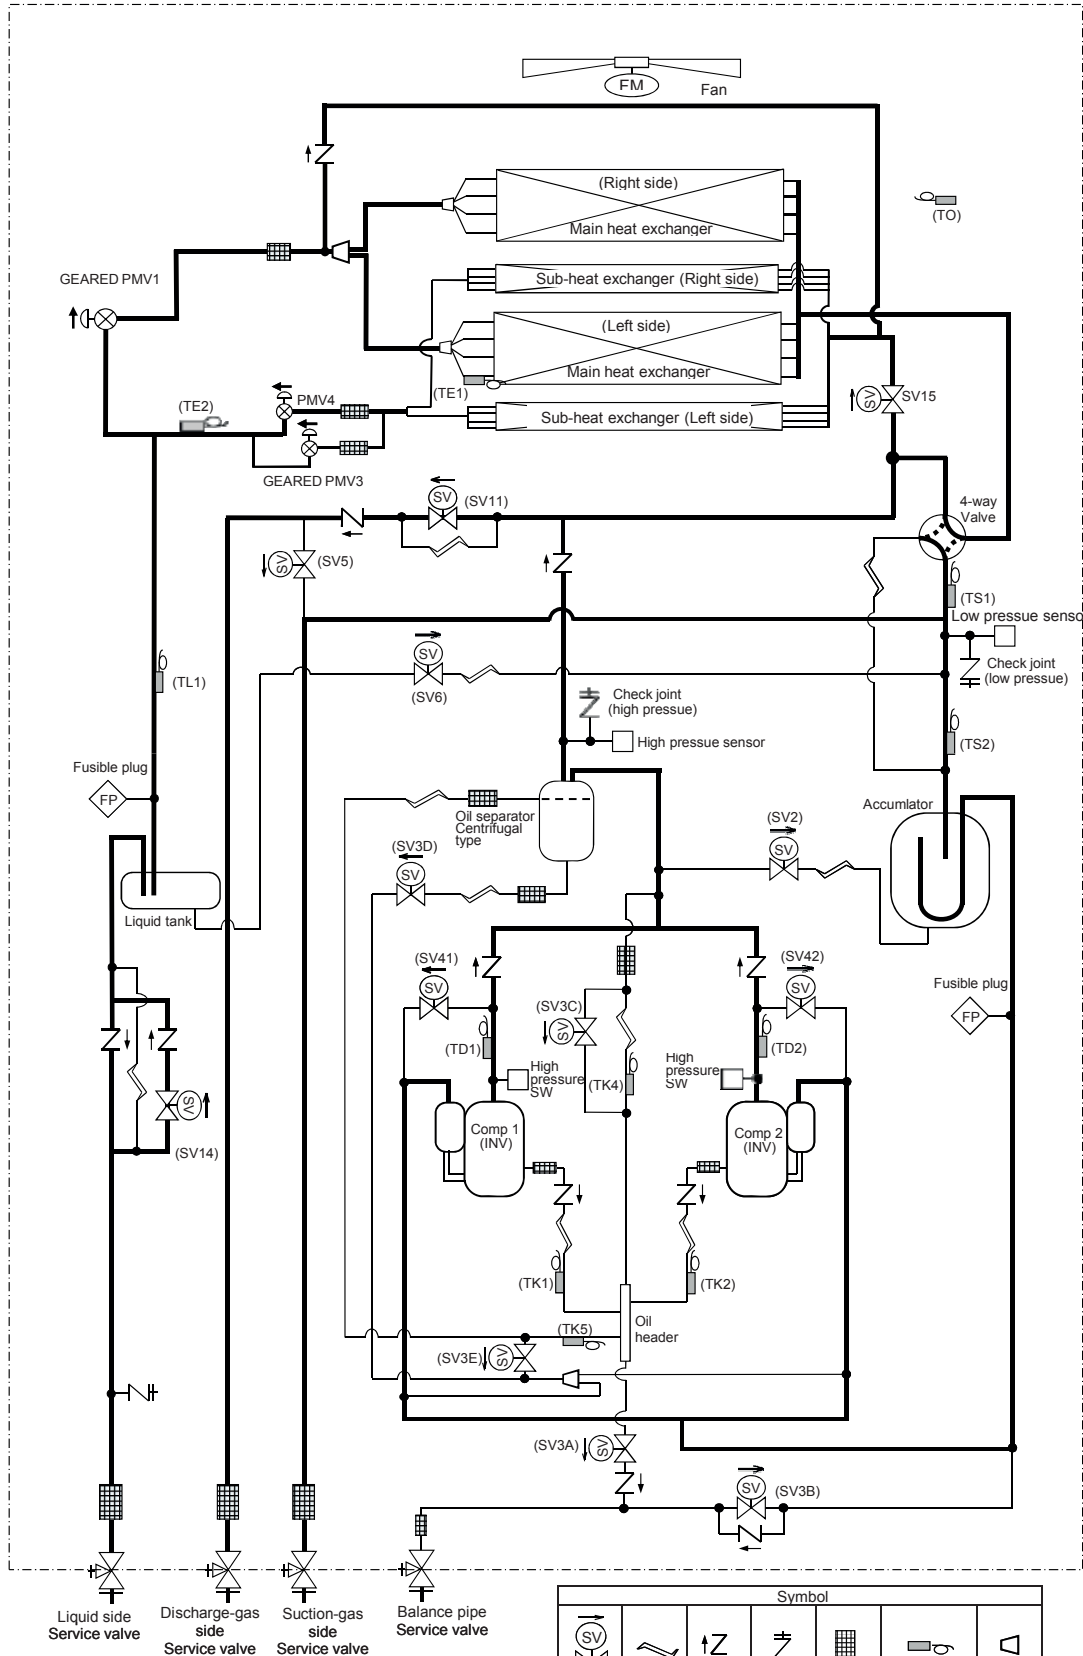 FM
Fan
(Right side)
Main heat exchanger
(TO)
GEARED PMV1
Sub-heat exchanger (Right side)
(Left side)
Main heat exchanger
(TE1)
(TE2)
PMV4
SV
SV15
Sub-heat exchanger (Left side)
GEARED PMV3
SV
(SV11)
4-way
Valve
SV
(SV5)
(TS1)
Low pressue senso
SV
(SV6)
Check joint
(low pressue)
(TL1)
Check joint
(high pressue)
High pressue sensor
(TS2)
Fusible plug
FP
Accumlator
Oil separator
Centrifugal
type
(SV2)
SV
(SV3D)
SV
Liquid tank
(SV41)
SV
(SV42)
SV
Fusible plug
FP
(SV3C)
SV
(TD1)
(TD2)
High
pressure
SW
(TK4)
High
pressure
SW
SV
(SV14)
Comp 1
(INV)
Comp 2
(INV)
(TK1)
(TK2)
Oil
header
(TK5)
(SV3E)
SV
(SV3A)
SV
SV
(SV3B)
Liquid side
Service valve
Discharge-gas
side
Service valve
Suction-gas
side
Service valve
Balance pipe
Service valve
Symbol
SV